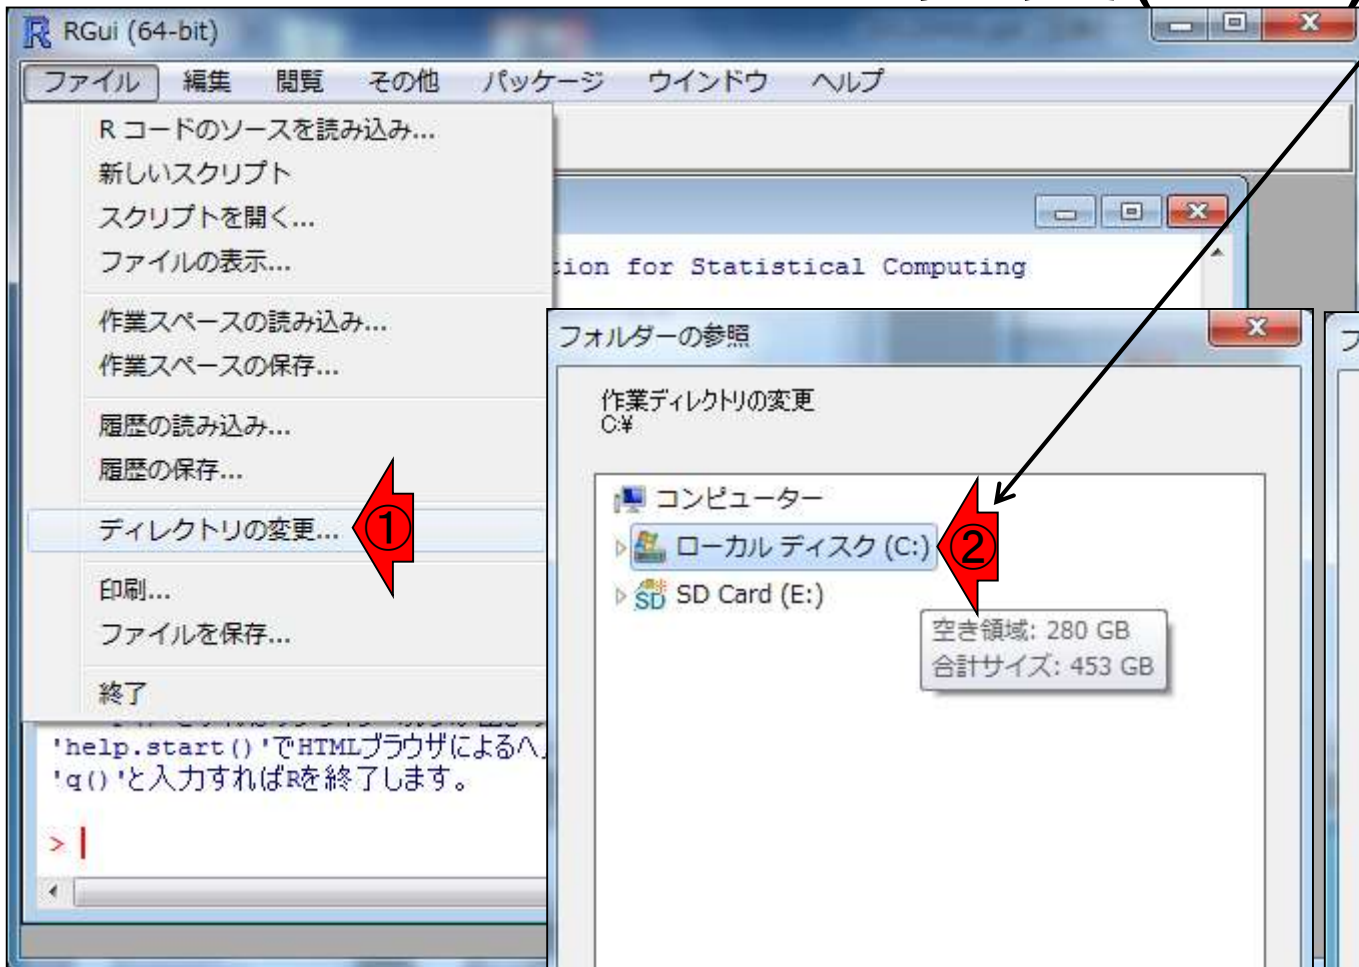 RGui (64-bit)
ファイル 編集 閲覧 その他 パッケージ ウインドウ ヘルプ
R コードのソースを読み込み...
新しいスクリプト
スクリプトを開く...
ファイルの表示...
作業スペースの読み込み...
作業スペースの保存...
履歴の読み込み...
履歴の保存...
ディレクトリの変更...
①
印刷...
ファイルを保存...
終了
tion for Statistical Computing
'help.start()'でHTMLブラウザによるヘ
'q()'と入力すればRを終了します。
>
フォルダーの参照
作業ディレクトリの変更
C:¥
コンピューター
ローカル ディスク (C:)
②
SD Card (E:)
空き領域: 280 GB
合計サイズ: 453 GB
フ